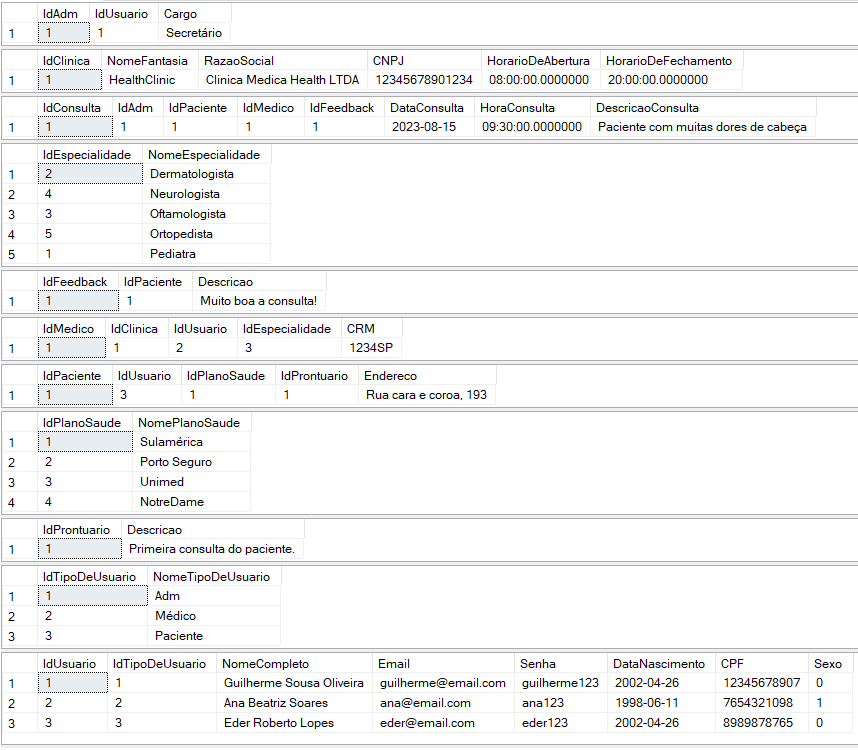 IdAdm IdUsuario Cargo
1 1 1 Secretário
IdClinica NomeFantasia RazaoSocial CNPJ HorarioDeAbertura HorarioDeFechamento
1 1 HealthClinic Clinica Medica Health LTDA 12345678901234 08:00:00.0000000 20:00:00.0000000
IdConsulta IdAdm IdPaciente IdMedico IdFeedback DataConsulta HoraConsulta DescricaoConsulta
1 1 1 1 1 1 2023-08-15 09:30:00.0000000 Paciente com muitas dores de cabeça
IdEspecialidade NomeEspecialidade
1 2 Dermatologista
2 4 Neurologista
3 3 Oftamologista
4 5 Ortopedista
5 1 Pediatra
IdFeedback IdPaciente Descricao
1 1 1 Muito boa a consulta!
IdMedico IdClinica IdUsuario IdEspecialidade CRM
1 1 1 2 3 1234SP
IdPaciente IdUsuario IdPlanoSaude IdProntuario Endereco
1 1 3 1 1 Rua cara e coroa, 193
IdPlanoSaude NomePlanoSaude
1 1 Sulamérica
2 2 Porto Seguro
3 3 Unimed
4 4 NotreDame
IdProntuario Descricao
1 1 Primeira consulta do paciente.
IdTipoDeUsuario NomeTipoDeUsuario
1 1 Adm
2 2 Médico
3 3 Paciente
IdUsuario IdTipoDeUsuario NomeCompleto Email Senha DataNascimento CPF Sexo
1 1 1 Guilherme Sousa Oliveira guilherme@email.com guilherme123 2002-04-26 12345678907 0
2 2 2 Ana Beatriz Soares ana@email.com ana123 1998-06-11 7654321098 1
3 3 3 Eder Roberto Lopes eder@email.com eder123 2002-04-26 8989878765 0